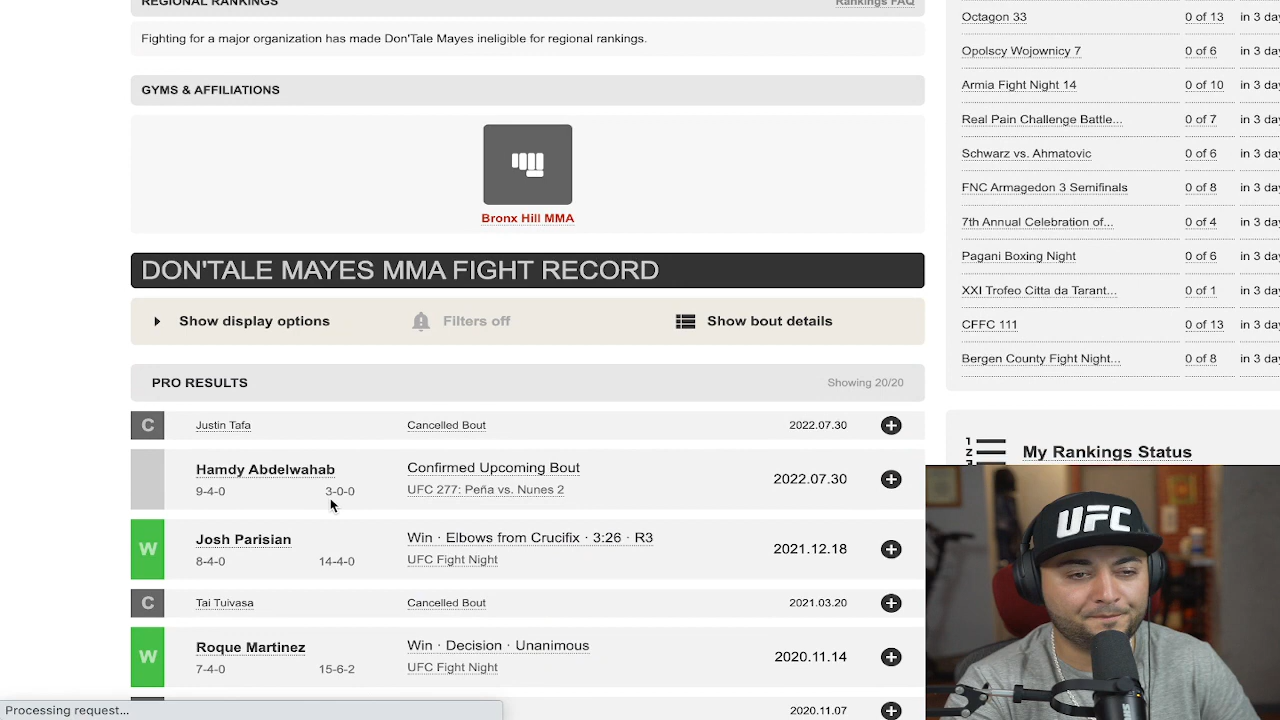 REGIONAL RANKINGS
Rankings FAQ
Fighting for a major organization has made Don'Tale Mayes ineligible for regional rankings.
GYMS & AFFILIATIONS
Bronx Hill MMA
DON'TALE MAYES MMA FIGHT RECORD
Show display options Filters off Show bout details
PRO RESULTS Showing 20/20
C Justin Tafa Cancelled Bout 2022.07.30
Hamdy Abdelwahab Confirmed Upcoming Bout 2022.07.30
9-4-0 3-0-0 UFC 277: Peña vs. Nunes 2
W Josh Parisian Win · Elbows from Crucifix · 3:26 · R3 2021.12.18
8-4-0 14-4-0 UFC Fight Night
C Tai Tuivasa Cancelled Bout 2021.03.20
W Roque Martinez Win · Decision · Unanimous 2020.11.14
7-4-0 15-6-2 UFC Fight Night
2020.11.07
Processing request...
Octagon 33 0 of 13 in 3 day
Opolscy Wojownicy 7 0 of 6 in 3 day
Armia Fight Night 14 0 of 10 in 3 day
Real Pain Challenge Battle... 0 of 7 in 3 day
Schwarz vs. Ahmatovic 0 of 6 in 3 day
FNC Armagedon 3 Semifinals 0 of 8 in 3 day
7th Annual Celebration of... 0 of 4 in 3 day
Pagani Boxing Night 0 of 6 in 3 day
XXI Trofeo Citta da Tarant... 0 of 1 in 3 day
CFFC 111 0 of 13 in 3 day
Bergen County Fight Night... 0 of 8 in 3 day
My Rankings Status
UFC